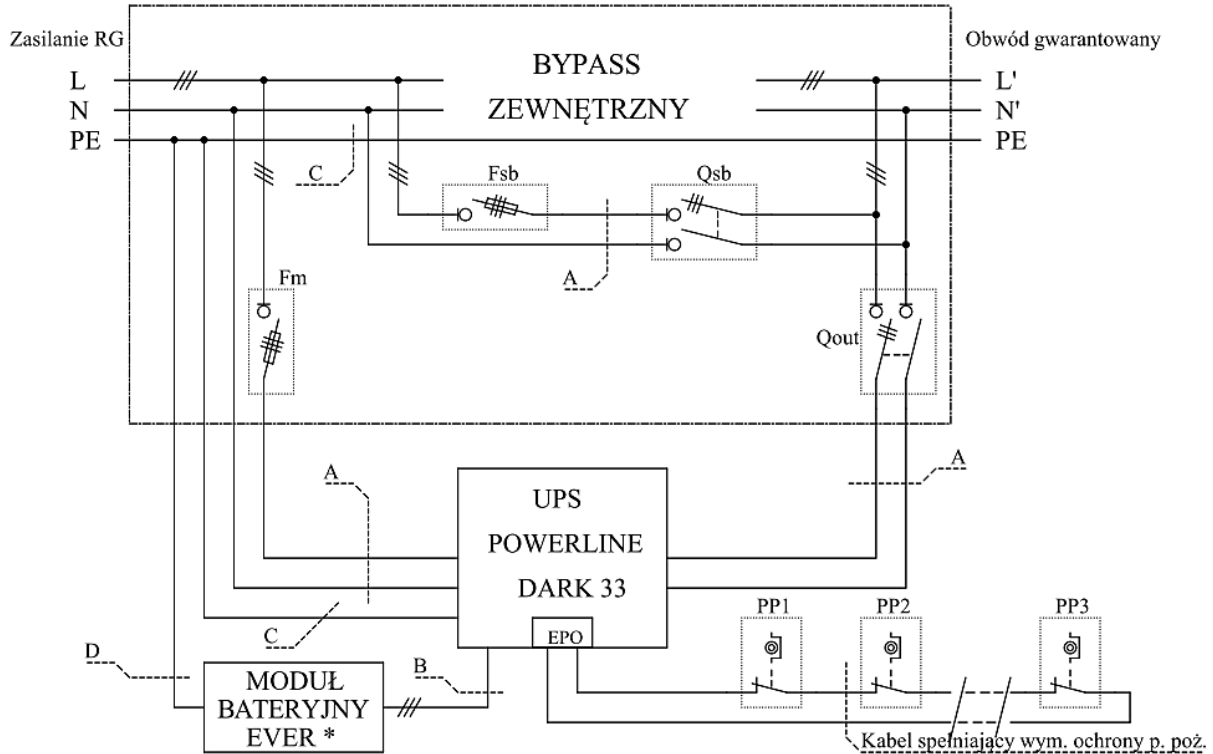 Zasilanie RG
Obwód gwarantowany
BYPASS
ZEWNĘTRZNY
L
L'
N
N'
PE
PE
C
Fsb
Qsb
A
Fm
Qout
A
A
UPS
POWERLINE
DARK 33
EPO
PP1
PP2
PP3
C
D
B
MODUŁ
BATERYJNY
EVER *
Kabel spełniający wym. ochrony p. poż.